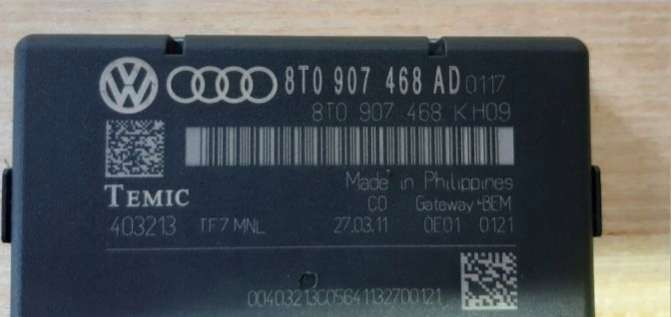 8T0 907 468 AD 0117
8T0 907 468 K H09
TEMIC
Made in Philippines
CO Gateway+BEM
403213 TF7 MNL 27.03.11 0E01 0121
00403213C05641132700121